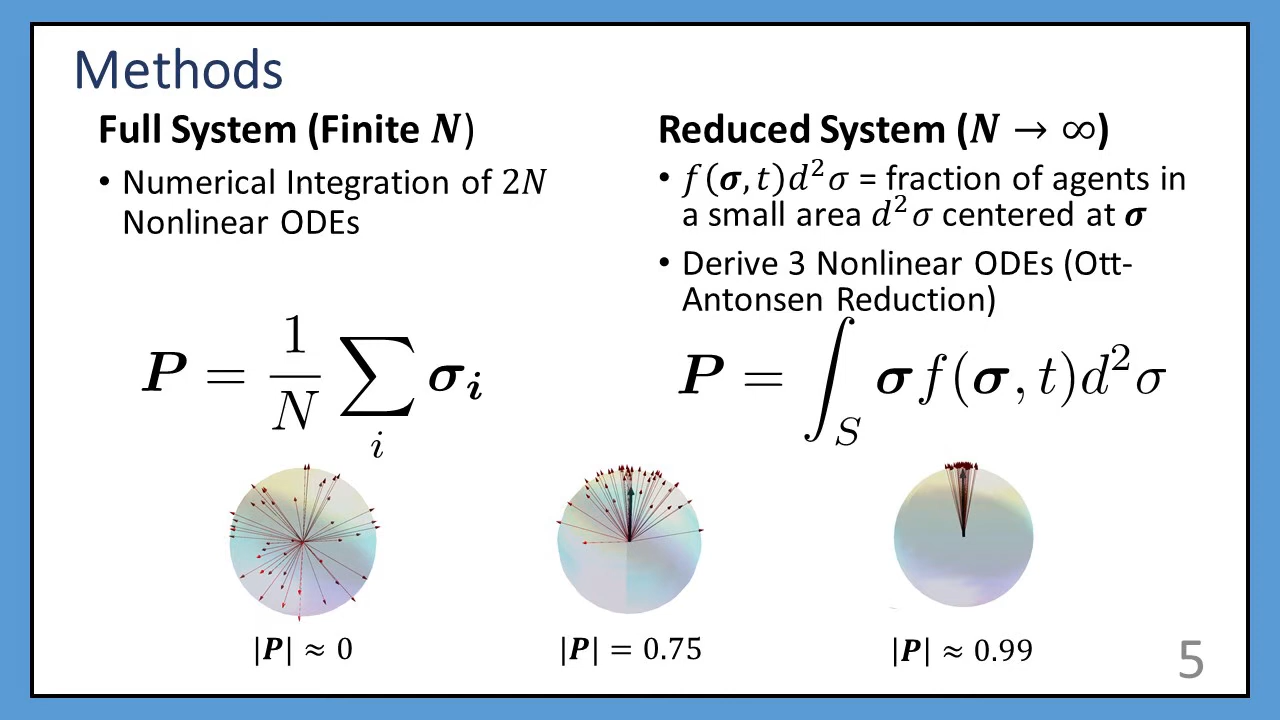 Methods
Full System (Finite 𝑵)
• Numerical Integration of 2𝑁
Nonlinear ODEs
𝑷 = 1/𝑁 ∑_𝑖 𝝈_𝒊
Reduced System (𝑵 → ∞)
• 𝑓(𝝈, 𝑡)𝑑²𝜎 = fraction of agents in
a small area 𝑑²𝜎 centered at 𝝈
• Derive 3 Nonlinear ODEs (Ott-
Antonsen Reduction)
𝑷 = ∫_𝑆 𝝈𝑓(𝝈, 𝑡)𝑑²𝜎
|𝑷| ≈ 0
|𝑷| = 0.75
|𝑷| ≈ 0.99
5